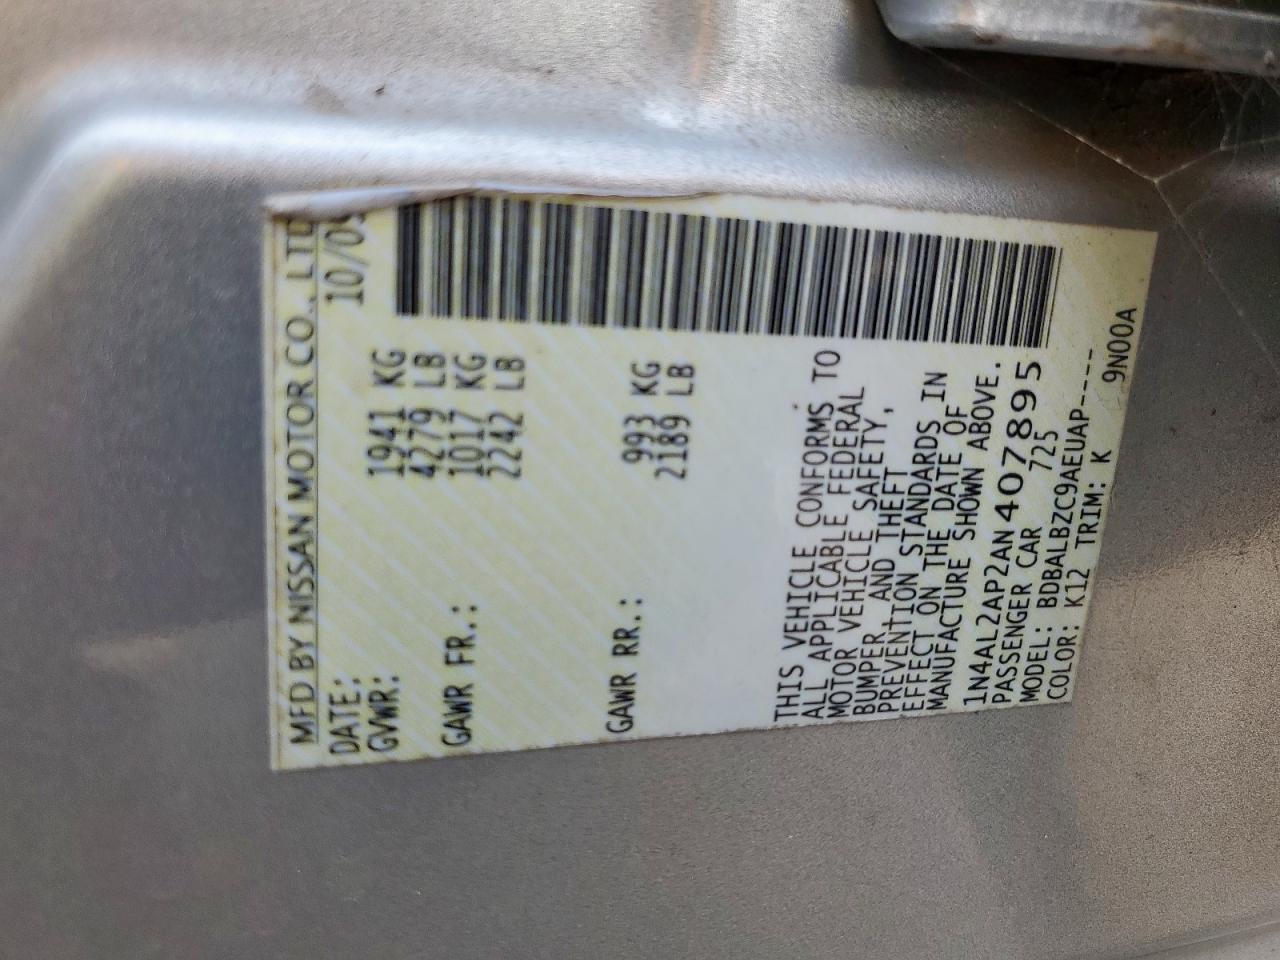 MFD BY NISSAN MOTOR CO., LTD
DATE: 10/09
GVWR: 1941 KG
4279 LB
GAWR FR.: 1017 KG
2242 LB
GAWR RR.: 993 KG
2189 LB
THIS VEHICLE CONFORMS TO
ALL APPLICABLE FEDERAL
MOTOR VEHICLE SAFETY,
BUMPER, AND THEFT
PREVENTION STANDARDS IN
EFFECT ON THE DATE OF
MANUFACTURE SHOWN ABOVE.
1N4AL2AP2AN407895
PASSENGER CAR 725
MODEL: BDBALBZC9AEUAP----
COLOR: K12 TRIM: K 9N00A